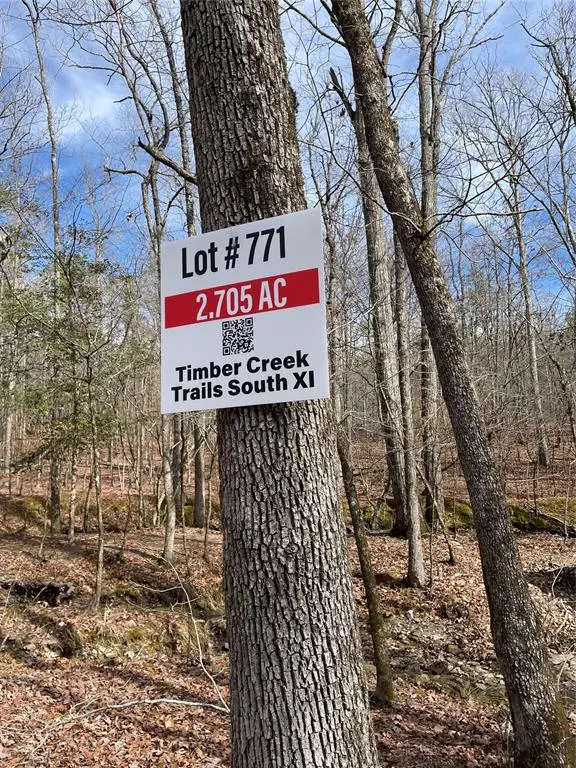 Lot # 771
2.705 AC
Timber Creek
Trails South XI